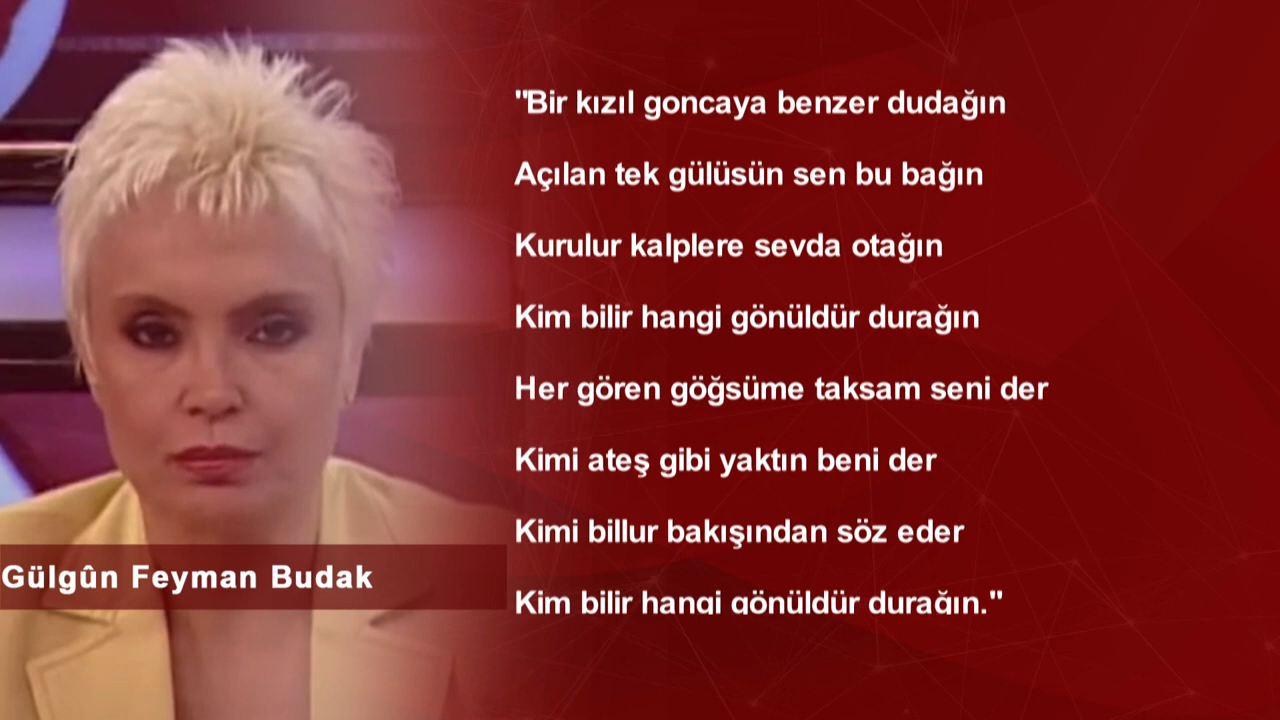 "Bir kızıl goncaya benzer dudağın
Açılan tek gülüsün sen bu bağın
Kurulur kalplere sevda otağın
Kim bilir hangi gönüldür durağın
Her gören göğsüme taksam seni der
Kimi ateş gibi yaktın beni der
Kimi billur bakışından söz eder
Kim bilir hangi gönüldür durağın."
Gülgûn Feyman Budak